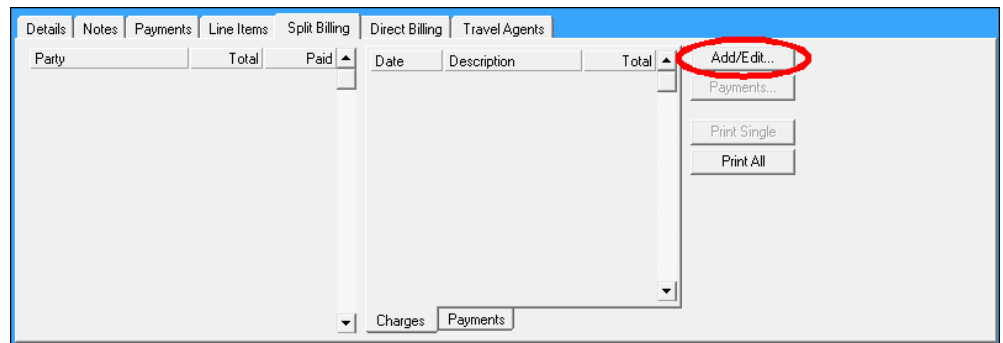 Details Notes Payments Line Items Split Billing Direct Billing Travel Agents
Party Total Paid
Date Description Total
Add/Edit...
Payments...
Print Single
Print All
Charges Payments